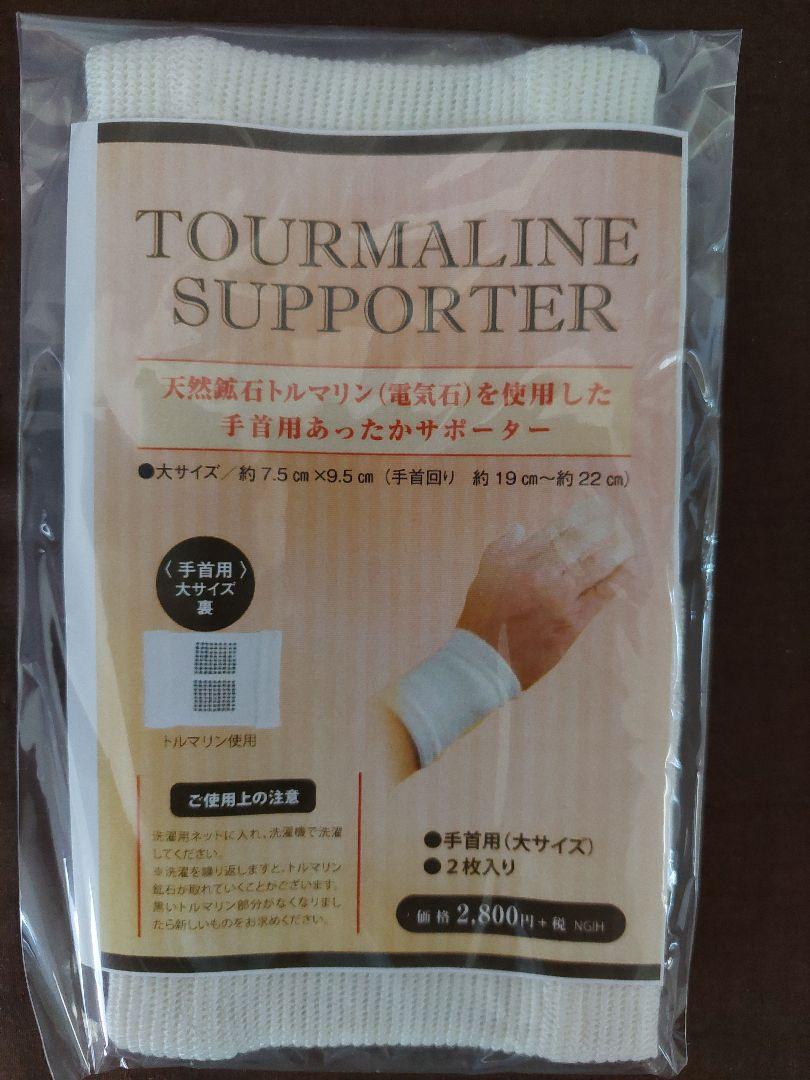 TOURMALINE
SUPPORTER
天然鉱石トルマリン(電気石)を使用した
手首用あったかサポーター
●大サイズ/約7.5㎝×9.5㎝(手首回り 約19㎝〜約22㎝)
〈手首用〉
大サイズ
裏
トルマリン使用
ご使用上の注意
洗濯用ネットに入れ、洗濯機で洗濯
してください。
※洗濯を繰り返しますと、トルマリン
鉱石が取れていくことがございます。
黒いトルマリン部分がなくなりまし
たら新しいものをお求めください。
●手首用(大サイズ)
●2枚入り
価格 2,800円+税 NGIH